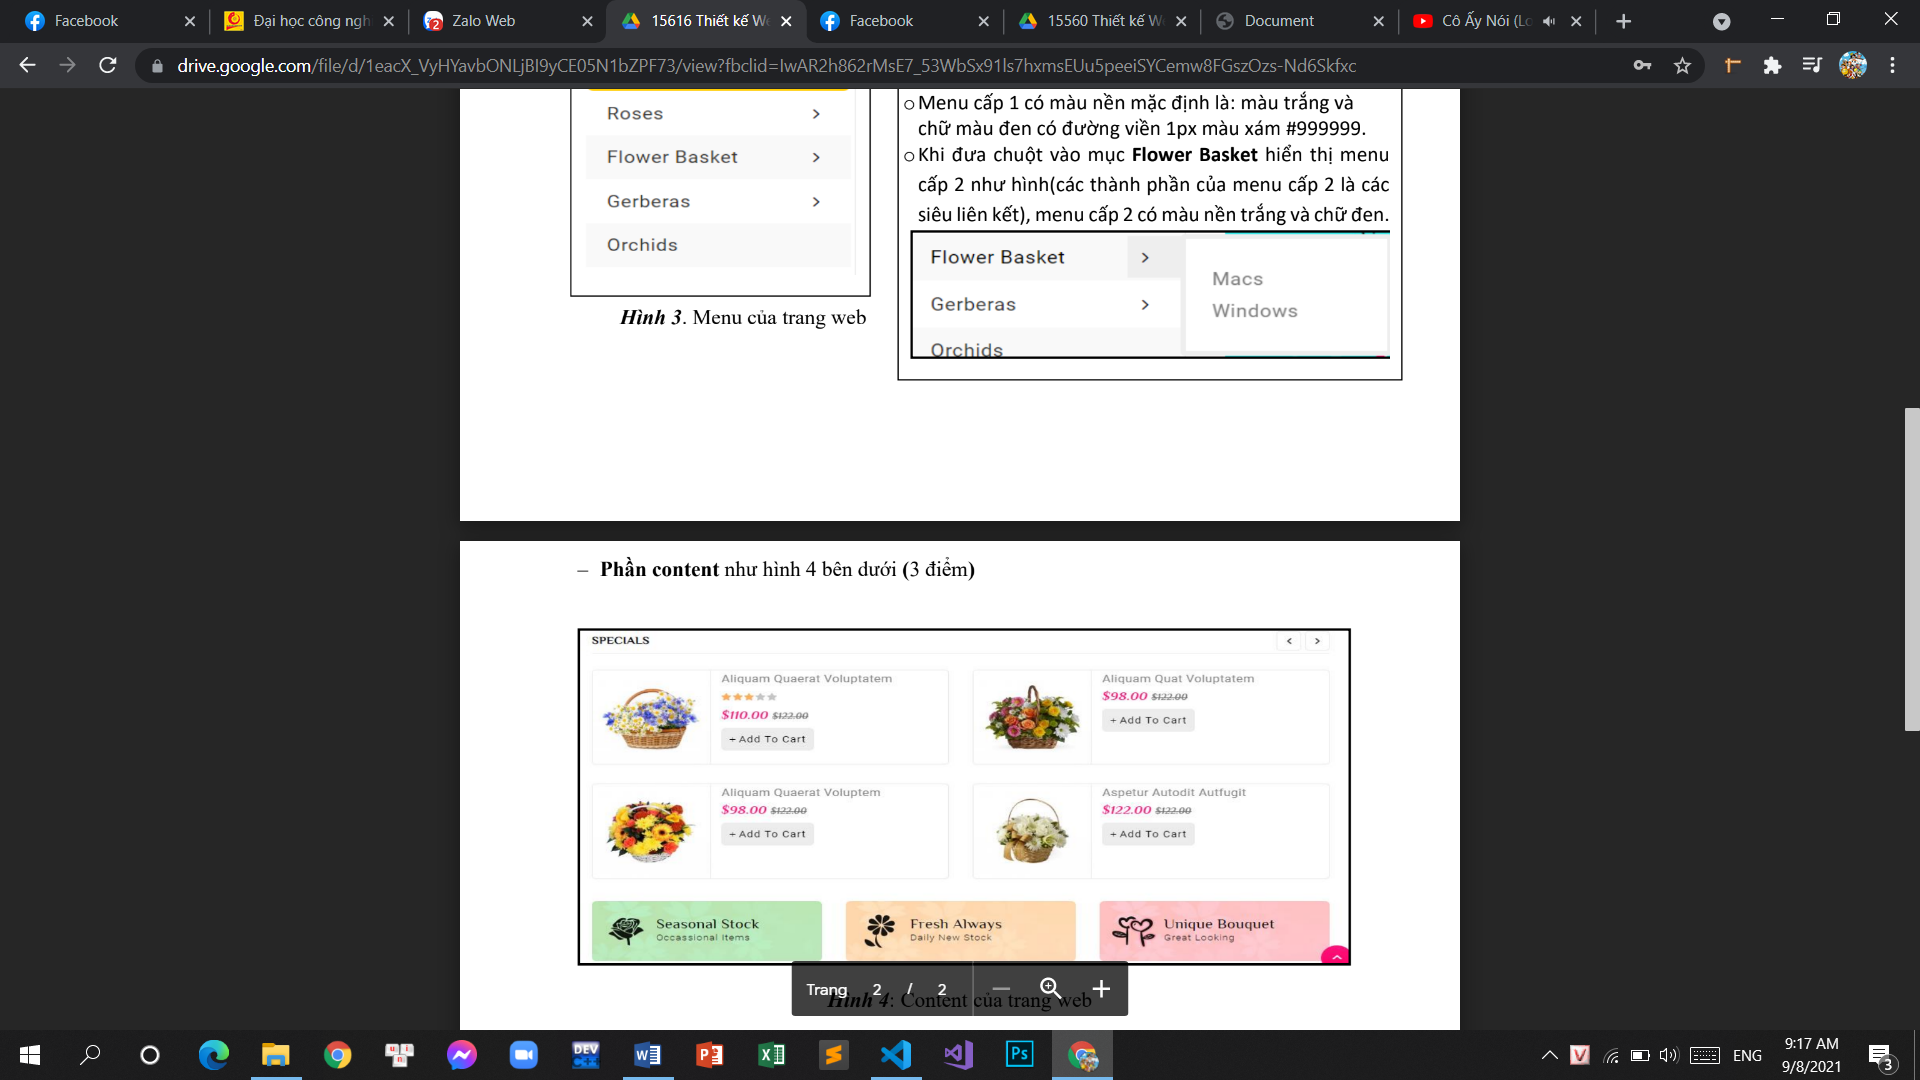 Facebook
Đại học công ngh
Zalo Web
15616 Thiết kế We
Facebook
15560 Thiết kế We
Document
Cô Ấy Nói (Lo
drive.google.com/file/d/1eacX_VyHYavbONLjBI9yCE05N1bZPF73/view?fbclid=IwAR2h862rMsE7_53WbSx91ls7hxmsEUu5peeiSYCemw8FGszOzs-Nd6Skfxc
Roses >
Flower Basket >
Gerberas >
Orchids
Hình 3. Menu của trang web
o Menu cấp 1 có màu nền mặc định là: màu trắng và
chữ màu đen có đường viền 1px màu xám #999999.
o Khi đưa chuột vào mục Flower Basket hiển thị menu
cấp 2 như hình(các thành phần của menu cấp 2 là các
siêu liên kết), menu cấp 2 có màu nền trắng và chữ đen.
Flower Basket >
Gerberas >
Orchids
Macs
Windows
– Phần content như hình 4 bên dưới (3 điểm)
SPECIALS < >
Aliquam Quaerat Voluptatem
$110.00 $122.00
+ Add To Cart
Aliquam Quat Voluptatem
$98.00 $122.00
+ Add To Cart
Aliquam Quaerat Voluptem
$98.00 $122.00
+ Add To Cart
Aspetur Autodit Autfugit
$122.00 $122.00
+ Add To Cart
Seasonal Stock
Occassional Items
Fresh Always
Daily New Stock
Unique Bouquet
Great Looking
Trang 2 / 2
Hình 4: Content của trang web
DEV C++
ENG
9:17 AM
9/8/2021
3